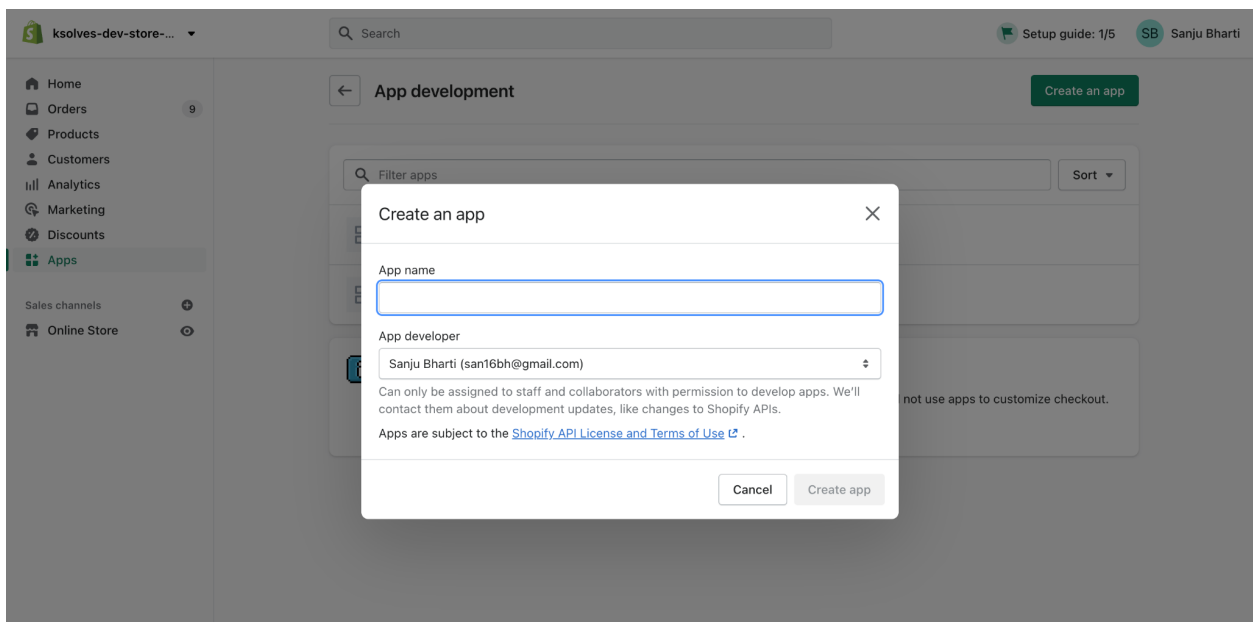 ksolves-dev-store-...
Search
Setup guide: 1/5
SB
Sanju Bharti
Home
Orders
9
Products
Customers
Analytics
Marketing
Discounts
Apps
Sales channels
Online Store
App development
Create an app
Filter apps
Sort
Create an app
App name
App developer
Sanju Bharti (san16bh@gmail.com)
Can only be assigned to staff and collaborators with permission to develop apps. We’ll
contact them about development updates, like changes to Shopify APIs.
Apps are subject to the Shopify API License and Terms of Use .
not use apps to customize checkout.
Cancel
Create app